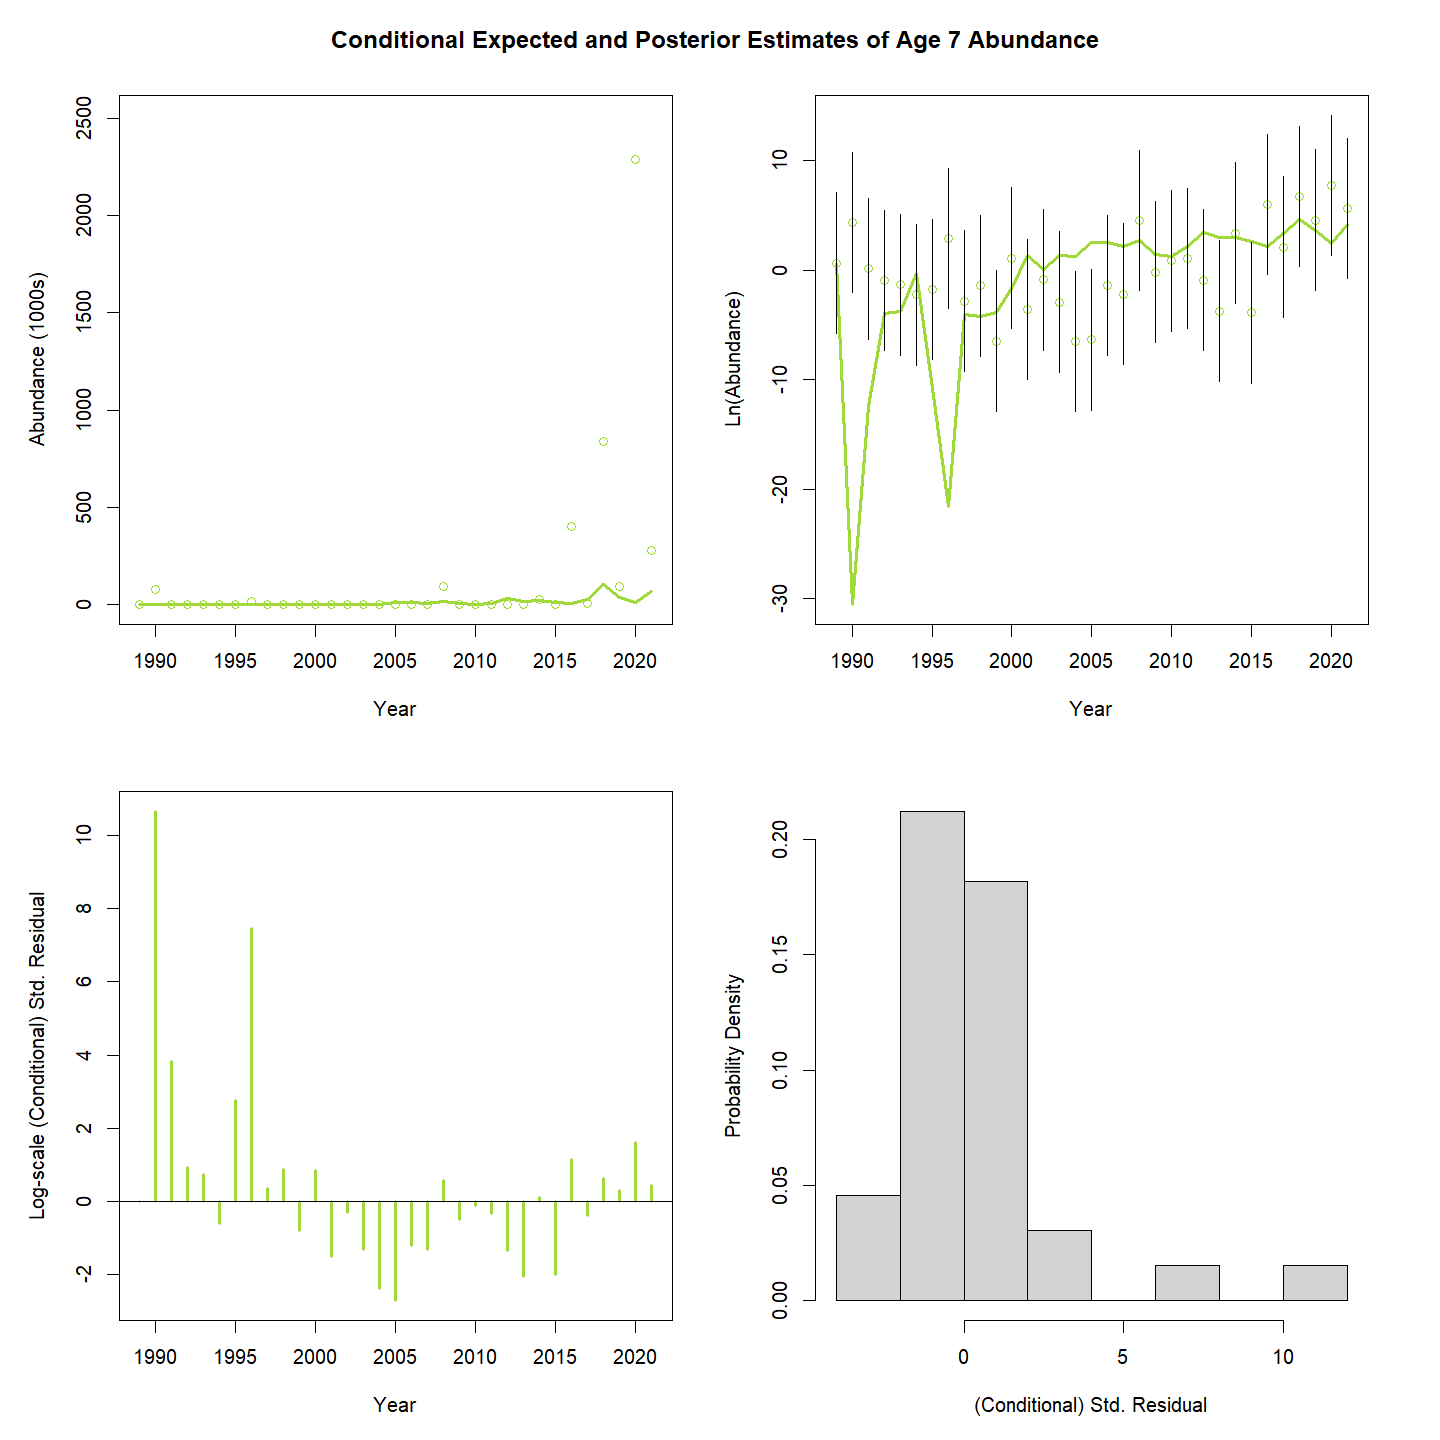 Conditional Expected and Posterior Estimates of Age 7 Abundance
Abundance (1000s)
2500
2000
1500
1000
500
0
1990 1995 2000 2005 2010 2015 2020
Year
Ln(Abundance)
10
0
-10
-20
-30
1990 1995 2000 2005 2010 2015 2020
Year
Log-scale (Conditional) Std. Residual
10
8
6
4
2
0
-2
1990 1995 2000 2005 2010 2015 2020
Year
Probability Density
0.20
0.15
0.10
0.05
0.00
0 5 10
(Conditional) Std. Residual